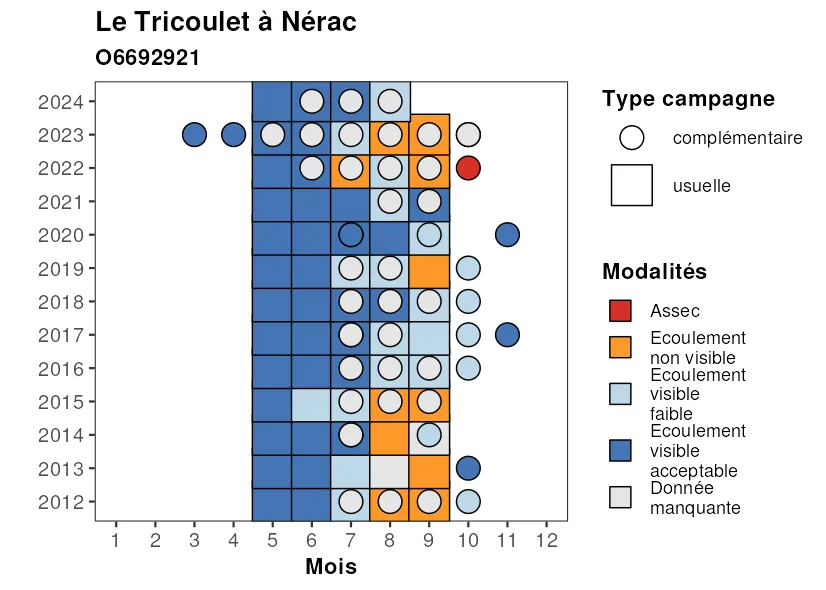 Le Tricoulet à Nérac
O6692921
2024
2023
2022
2021
2020
2019
2018
2017
2016
2015
2014
2013
2012
1 2 3 4 5 6 7 8 9 10 11 12
Mois
Type campagne
complémentaire
usuelle
Modalités
Assec
Ecoulement
non visible
Ecoulement
visible
faible
Ecoulement
visible
acceptable
Donnée
manquante